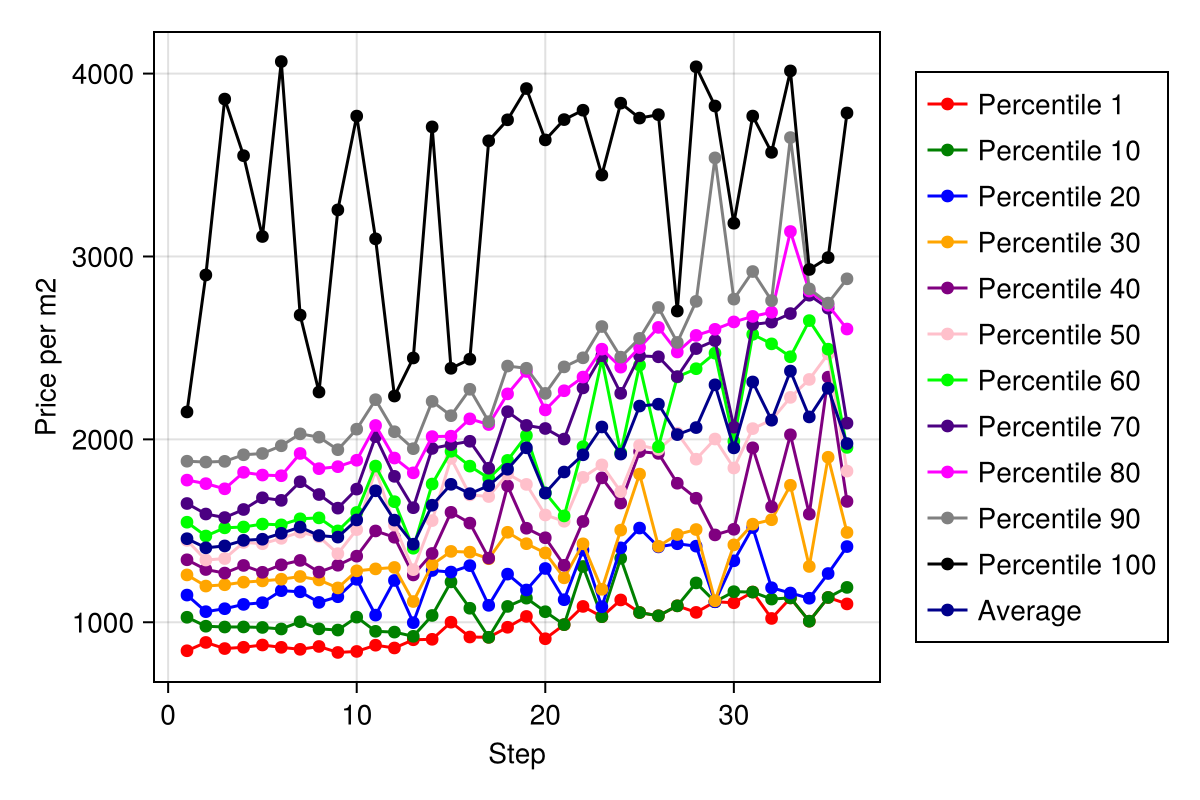 4000
3000
2000
1000
Price per m2
0 10 20 30
Step
Percentile 1
Percentile 10
Percentile 20
Percentile 30
Percentile 40
Percentile 50
Percentile 60
Percentile 70
Percentile 80
Percentile 90
Percentile 100
Average